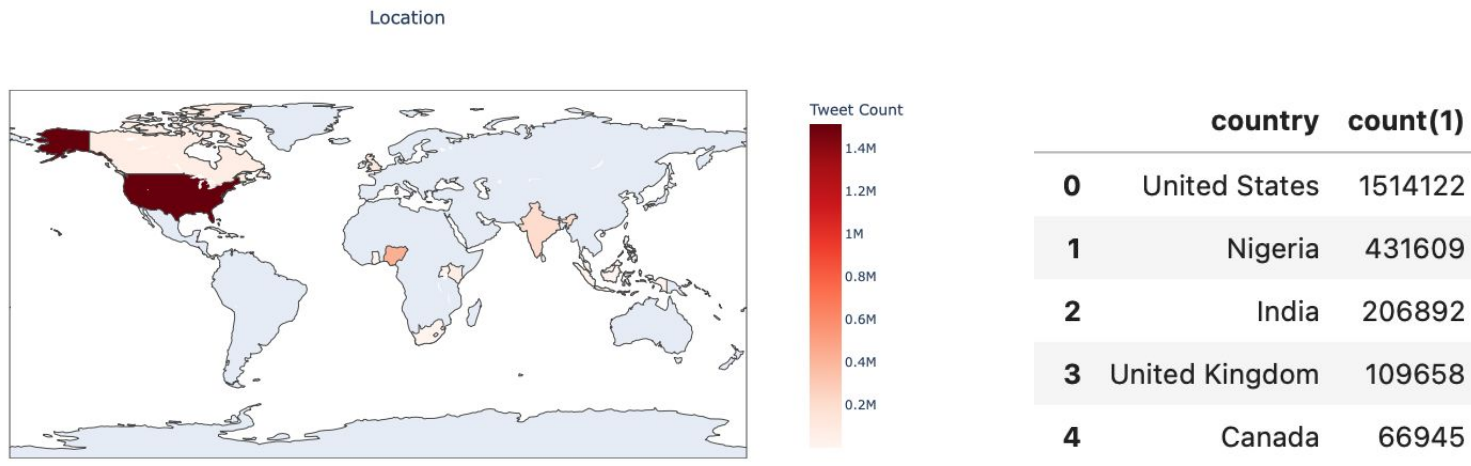 Location
Tweet Count
1.4M
1.2M
1M
0.8M
0.6M
0.4M
0.2M
country count(1)
0 United States 1514122
1 Nigeria 431609
2 India 206892
3 United Kingdom 109658
4 Canada 66945